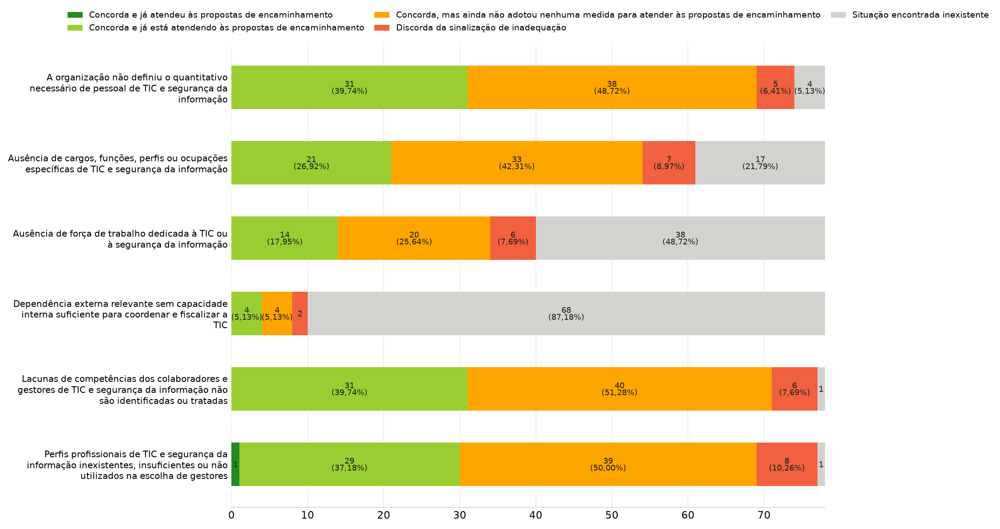 Concorda e já atendeu às propostas de encaminhamento
Concorda e já está atendendo às propostas de encaminhamento
Concorda, mas ainda não adotou nenhuma medida para atender às propostas de encaminhamento
Discorda da sinalização de inadequação
Situação encontrada inexistente
A organização não definiu o quantitativo
necessário de pessoal de TIC e segurança da
informação
31
(39,74%)
38
(48,72%)
5
(6,41%)
4
(5,13%)
Ausência de cargos, funções, perfis ou ocupações
específicas de TIC e segurança da informação
21
(26,92%)
33
(42,31%)
7
(8,97%)
17
(21,79%)
Ausência de força de trabalho dedicada à TIC ou
à segurança da informação
14
(17,95%)
20
(25,64%)
6
(7,69%)
38
(48,72%)
Dependência externa relevante sem capacidade
interna suficiente para coordenar e fiscalizar a
TIC
4
(5,13%)
4
(5,13%)
2
68
(87,18%)
Lacunas de competências dos colaboradores e
gestores de TIC e segurança da informação não
são identificadas ou tratadas
31
(39,74%)
40
(51,28%)
6
(7,69%)
1
Perfis profissionais de TIC e segurança da
informação inexistentes, insuficientes ou não
utilizados na escolha de gestores
1
29
(37,18%)
39
(50,00%)
8
(10,26%)
1
0 10 20 30 40 50 60 70